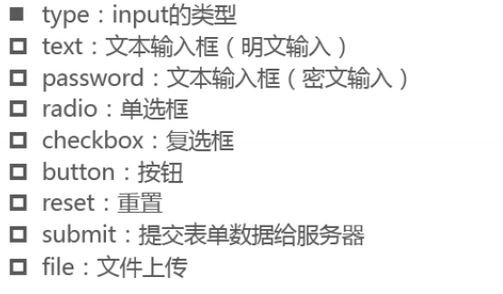 type：input的类型
text：文本输入框（明文输入）
password：文本输入框（密文输入）
radio：单选框
checkbox：复选框
button：按钮
reset：重置
submit：提交表单数据给服务器
file：文件上传